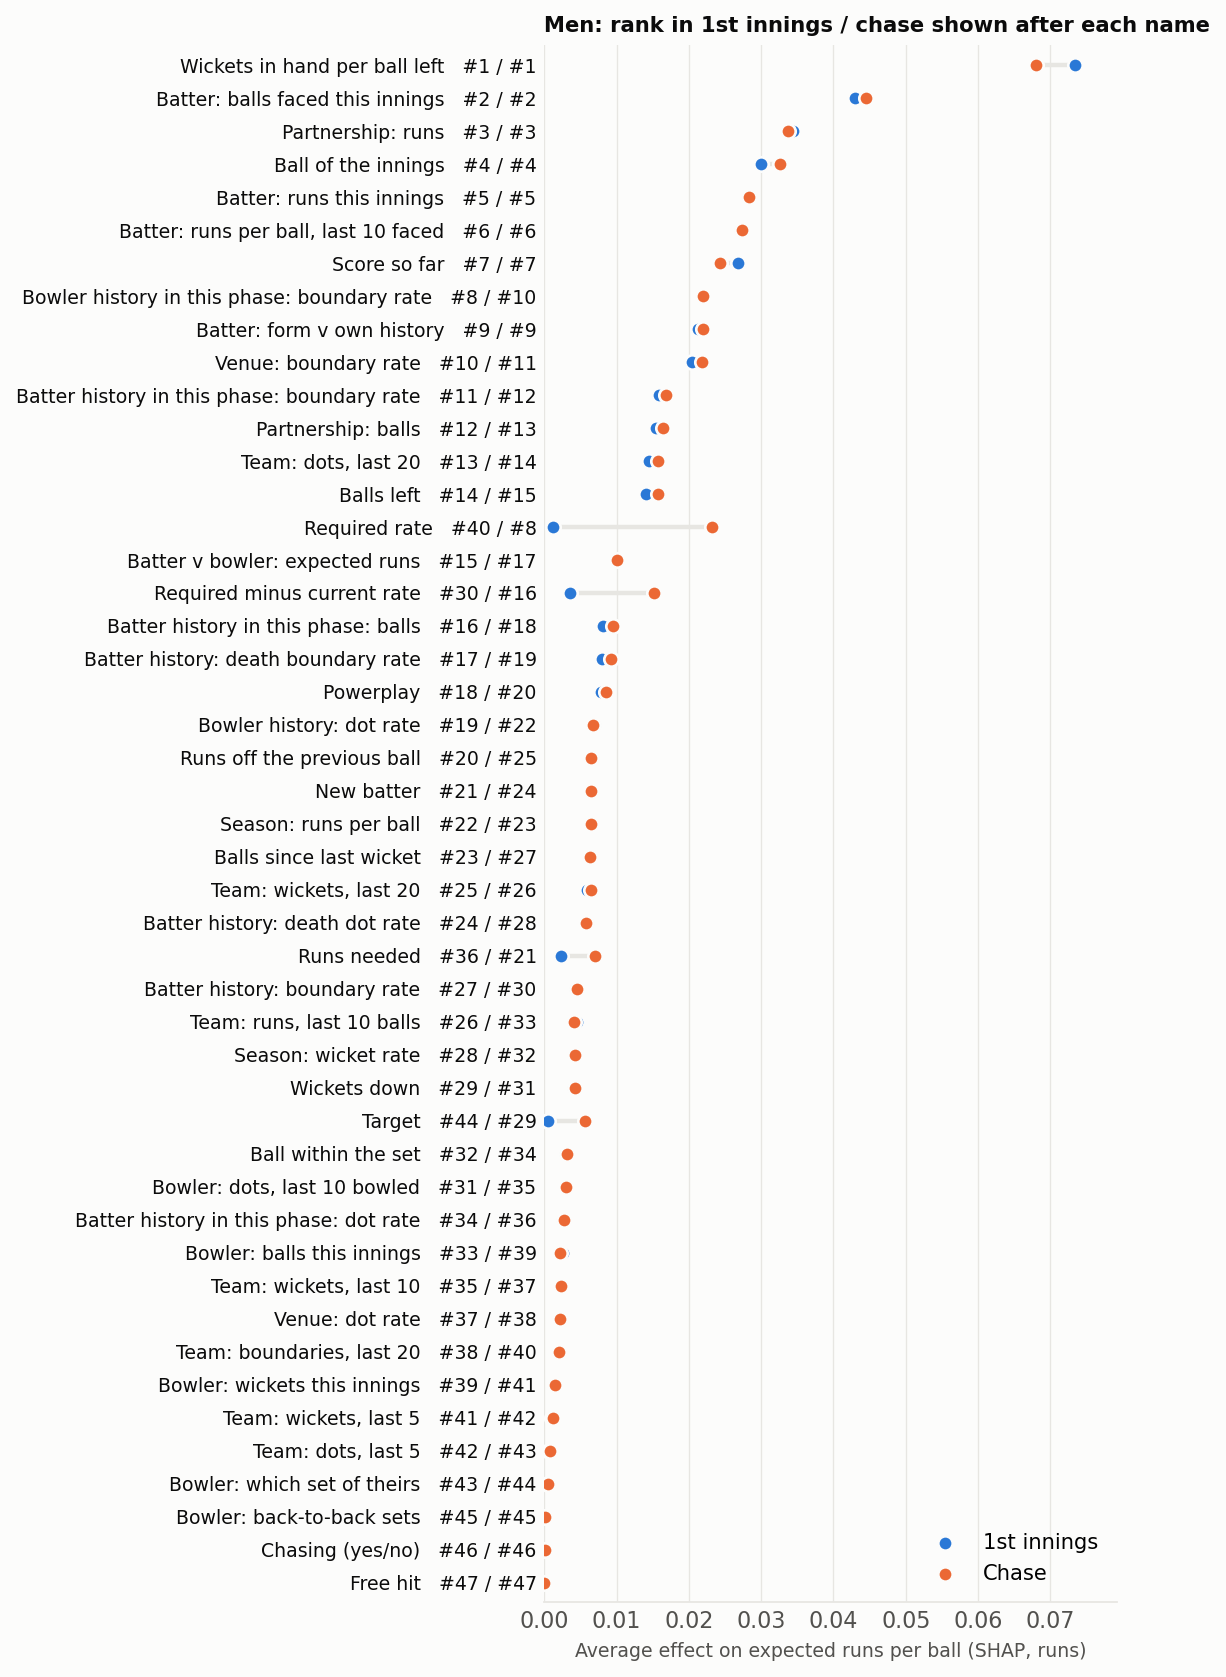 Men: rank in 1st innings / chase shown after each name
Wickets in hand per ball left #1 / #1
Batter: balls faced this innings #2 / #2
Partnership: runs #3 / #3
Ball of the innings #4 / #4
Batter: runs this innings #5 / #5
Batter: runs per ball, last 10 faced #6 / #6
Score so far #7 / #7
Bowler history in this phase: boundary rate #8 / #10
Batter: form v own history #9 / #9
Venue: boundary rate #10 / #11
Batter history in this phase: boundary rate #11 / #12
Partnership: balls #12 / #13
Team: dots, last 20 #13 / #14
Balls left #14 / #15
Required rate #40 / #8
Batter v bowler: expected runs #15 / #17
Required minus current rate #30 / #16
Batter history in this phase: balls #16 / #18
Batter history: death boundary rate #17 / #19
Powerplay #18 / #20
Bowler history: dot rate #19 / #22
Runs off the previous ball #20 / #25
New batter #21 / #24
Season: runs per ball #22 / #23
Balls since last wicket #23 / #27
Team: wickets, last 20 #25 / #26
Batter history: death dot rate #24 / #28
Runs needed #36 / #21
Batter history: boundary rate #27 / #30
Team: runs, last 10 balls #26 / #33
Season: wicket rate #28 / #32
Wickets down #29 / #31
Target #44 / #29
Ball within the set #32 / #34
Bowler: dots, last 10 bowled #31 / #35
Batter history in this phase: dot rate #34 / #36
Bowler: balls this innings #33 / #39
Team: wickets, last 10 #35 / #37
Venue: dot rate #37 / #38
Team: boundaries, last 20 #38 / #40
Bowler: wickets this innings #39 / #41
Team: wickets, last 5 #41 / #42
Team: dots, last 5 #42 / #43
Bowler: which set of theirs #43 / #44
Bowler: back-to-back sets #45 / #45
Chasing (yes/no) #46 / #46
Free hit #47 / #47
1st innings
Chase
0.00 0.01 0.02 0.03 0.04 0.05 0.06 0.07
Average effect on expected runs per ball (SHAP, runs)